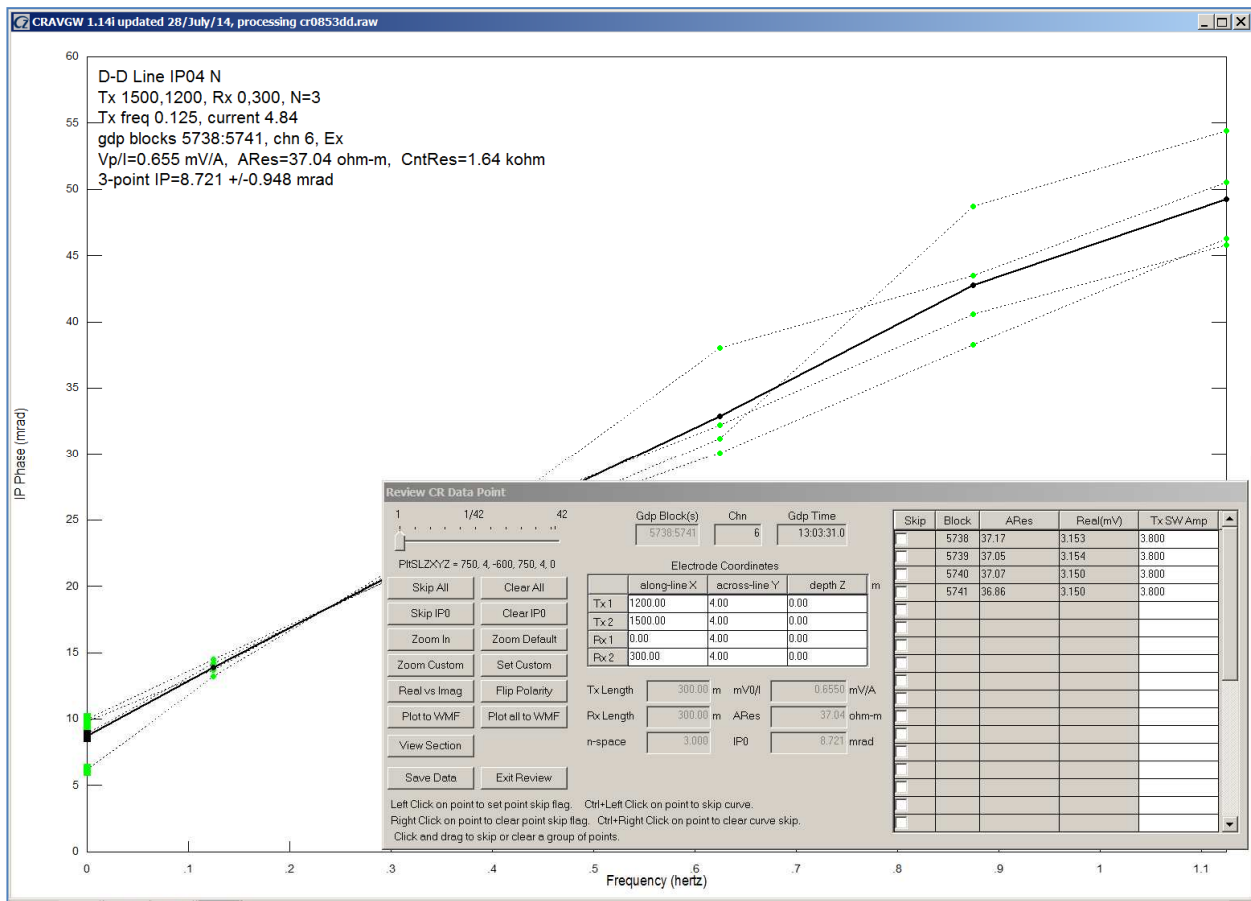 CRAVGW 1.14i updated 28/July/14, processing cr0853dd.raw
D-D Line IP04 N
Tx 1500,1200, Rx 0,300, N=3
Tx freq 0.125, current 4.84
gdp blocks 5738:5741, chn 6, Ex
Vp/I=0.655 mV/A, ARes=37.04 ohm-m, CntRes=1.64 kohm
3-point IP=8.721 +/-0.948 mrad
60
55
50
45
40
35
30
25
20
15
10
5
0
IP Phase (mrad)
Review CR Data Point
1 1/42 42
PltSLZXYZ = 750, 4, -600, 750, 4, 0
Skip All Clear All
Skip IP0 Clear IP0
Zoom In Zoom Default
Zoom Custom Set Custom
Real vs Imag Flip Polarity
Plot to WMF Plot all to WMF
View Section
Save Data Exit Review
Gdp Block(s) Chn Gdp Time
5738:5741 6 13:03:31.0
Electrode Coordinates
along-line X across-line Y depth Z m
Tx 1 1200.00 4.00 0.00
Tx 2 1500.00 4.00 0.00
Rx 1 0.00 4.00 0.00
Rx 2 300.00 4.00 0.00
Tx Length 300.00 m mV0/I 0.6550 mV/A
Rx Length 300.00 m ARes 37.04 ohm-m
n-space 3.000 IP0 8.721 mrad
Left Click on point to set point skip flag. Ctrl+Left Click on point to skip curve.
Right Click on point to clear point skip flag. Ctrl+Right Click on point to clear curve skip.
Click and drag to skip or clear a group of points.
Skip Block ARes Real(mV) Tx SW Amp
5738 37.17 3.153 3.800
5739 37.05 3.154 3.800
5740 37.07 3.150 3.800
5741 36.86 3.150 3.800
0 .1 .2 .3 .4 .5 .6 .7 .8 .9 1 1.1
Frequency (hertz)